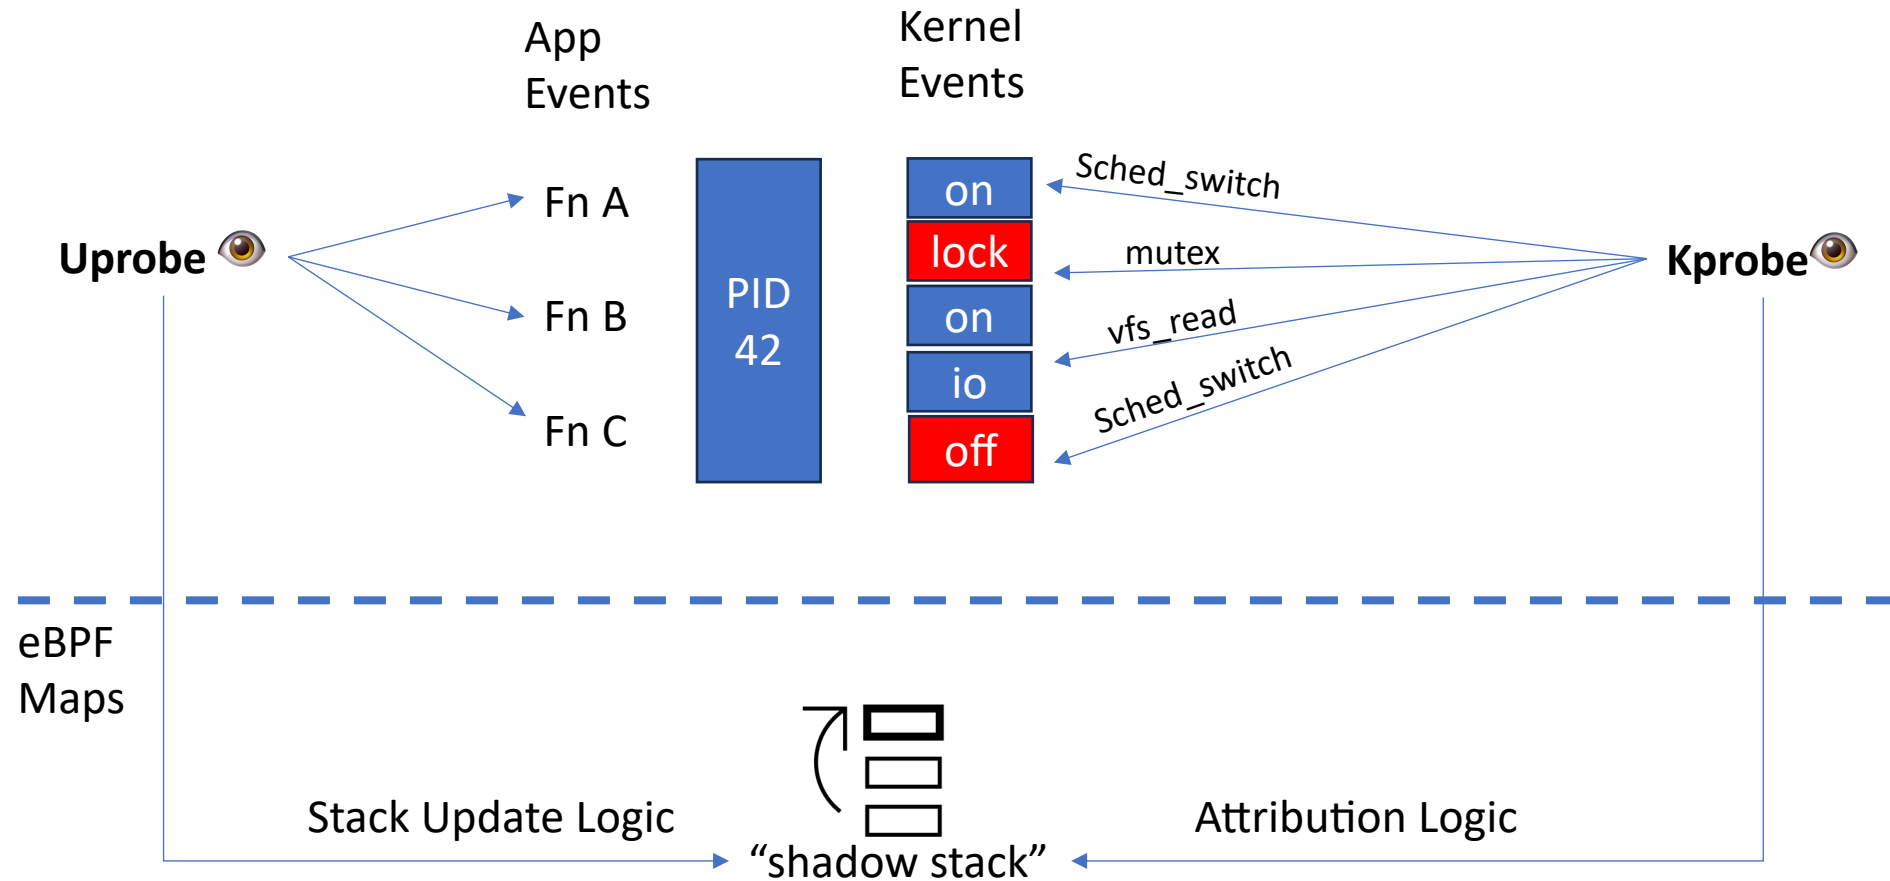 App
Events
Kernel
Events
Uprobe
Fn A
Fn B
Fn C
PID
42
on
lock
on
io
off
Sched_switch
mutex
vfs_read
Sched_switch
Kprobe
eBPF
Maps
Stack Update Logic
“shadow stack”
Attribution Logic